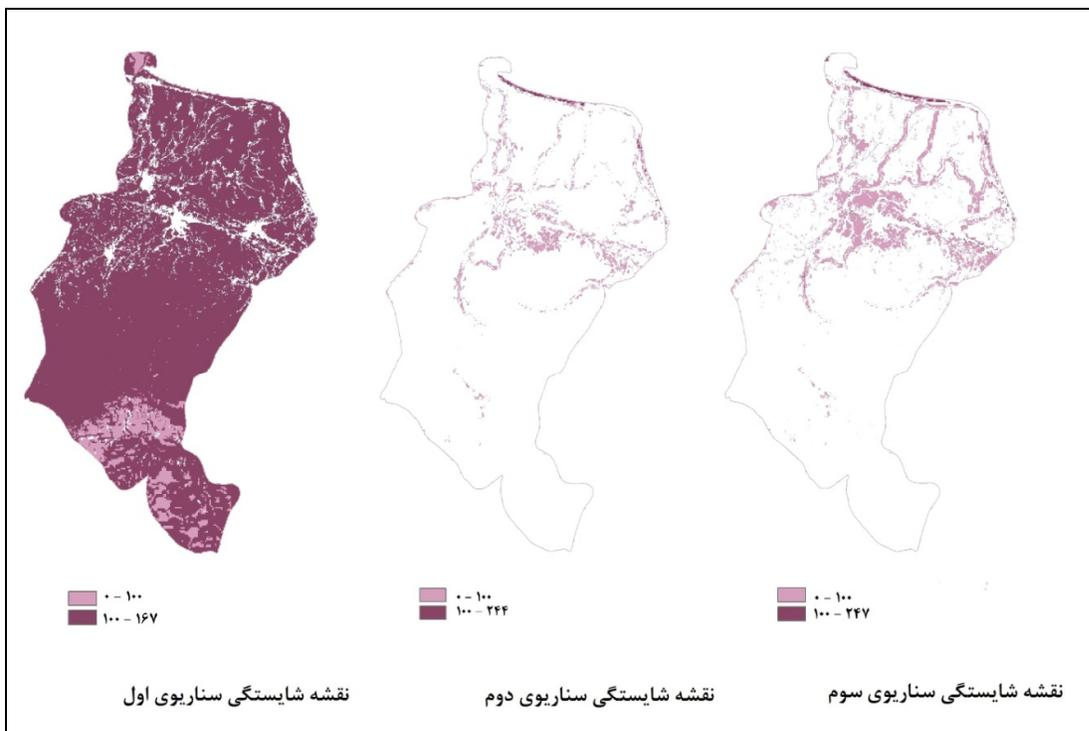 ۰ – ۱۰۰
۱۰۰ – ۱۶۷
نقشه شایستگی سناریوی اول
۰ – ۱۰۰
۱۰۰ – ۲۴۴
نقشه شایستگی سناریوی دوم
۰ – ۱۰۰
۱۰۰ – ۲۴۷
نقشه شایستگی سناریوی سوم